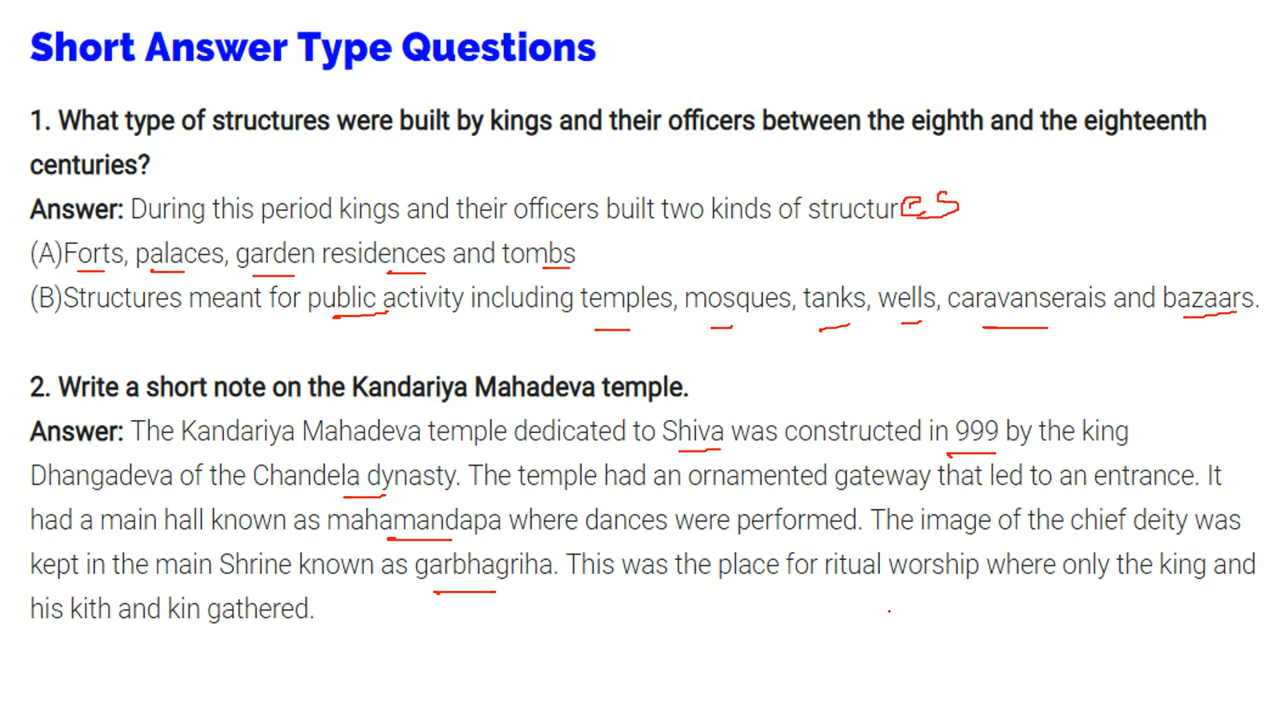 Short Answer Type Questions
1. What type of structures were built by kings and their officers between the eighth and the eighteenth
centuries?
Answer: During this period kings and their officers built two kinds of structures
(A)Forts, palaces, garden residences and tombs
(B)Structures meant for public activity including temples, mosques, tanks, wells, caravanserais and bazaars.
2. Write a short note on the Kandariya Mahadeva temple.
Answer: The Kandariya Mahadeva temple dedicated to Shiva was constructed in 999 by the king
Dhangadeva of the Chandela dynasty. The temple had an ornamented gateway that led to an entrance. It
had a main hall known as mahamandapa where dances were performed. The image of the chief deity was
kept in the main Shrine known as garbhagriha. This was the place for ritual worship where only the king and
his kith and kin gathered.